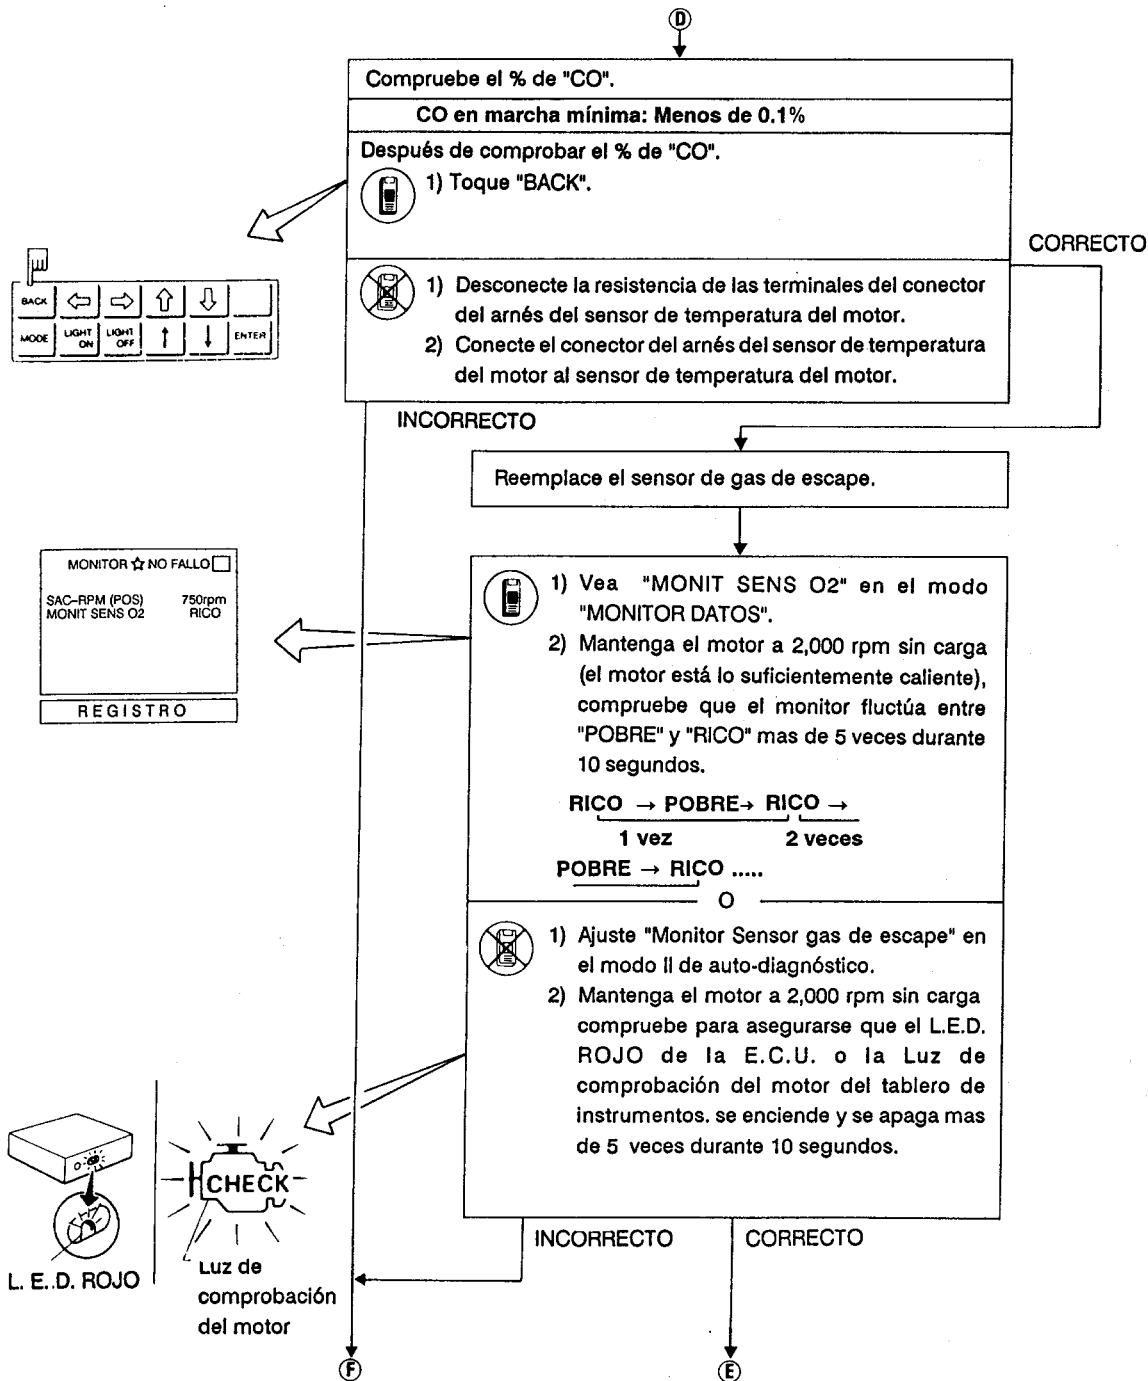 D
Compruebe el % de "CO".
CO en marcha mínima: Menos de 0.1%
Después de comprobar el % de "CO".
1) Toque "BACK".
CORRECTO
BACK
MODE
LIGHT ON
LIGHT OFF
ENTER
1) Desconecte la resistencia de las terminales del conector
del arnés del sensor de temperatura del motor.
2) Conecte el conector del arnés del sensor de temperatura
del motor al sensor de temperatura del motor.
INCORRECTO
Reemplace el sensor de gas de escape.
MONITOR ☆ NO FALLO
SAC-RPM (POS) 750rpm
MONIT SENS O2 RICO
REGISTRO
1) Vea "MONIT SENS O2" en el modo
"MONITOR DATOS".
2) Mantenga el motor a 2,000 rpm sin carga
(el motor está lo suficientemente caliente),
compruebe que el monitor fluctúa entre
"POBRE" y "RICO" mas de 5 veces durante
10 segundos.
RICO → POBRE → RICO →
1 vez 2 veces
POBRE → RICO .....
O
1) Ajuste "Monitor Sensor gas de escape" en
el modo II de auto-diagnóstico.
2) Mantenga el motor a 2,000 rpm sin carga
compruebe para asegurarse que el L.E.D.
ROJO de la E.C.U. o la Luz de
comprobación del motor del tablero de
instrumentos. se enciende y se apaga mas
de 5 veces durante 10 segundos.
CHECK
L. E. .D. ROJO
Luz de
comprobación
del motor
INCORRECTO
CORRECTO
F
E